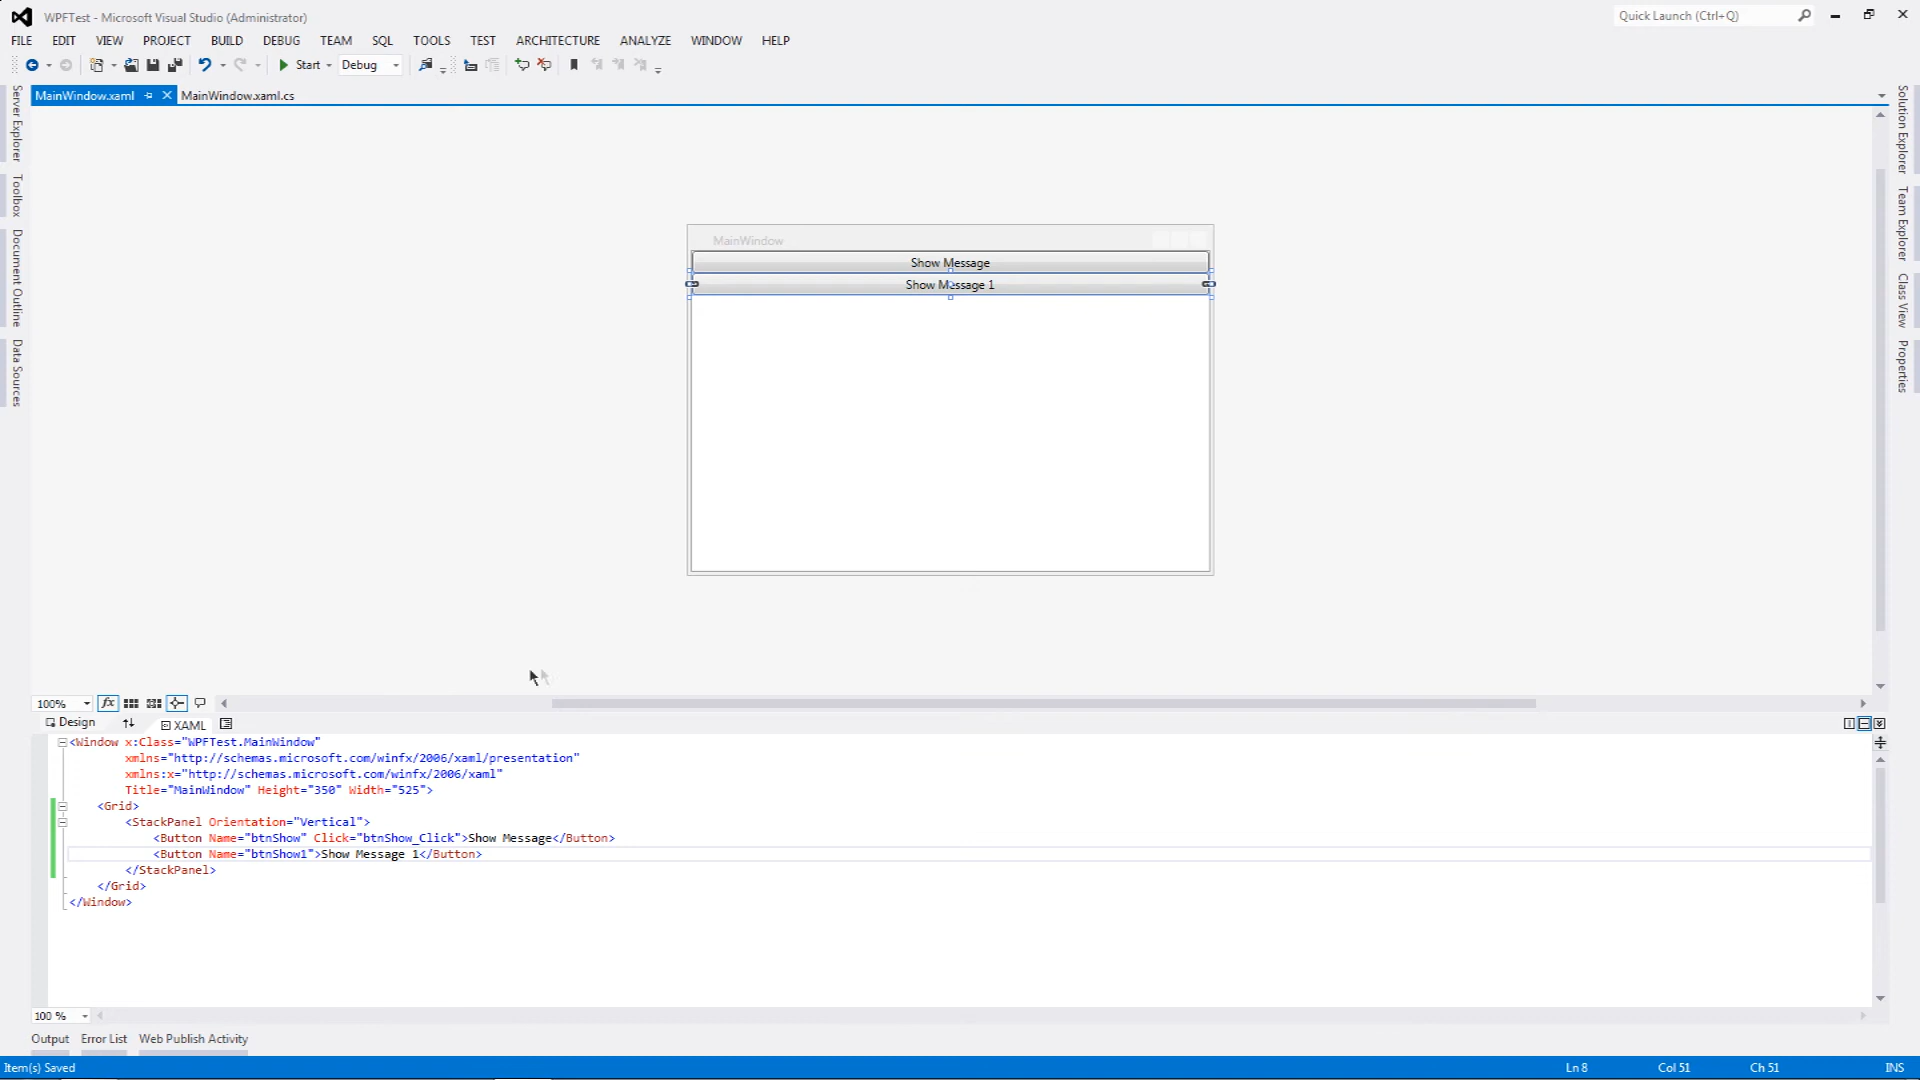 WPFTest - Microsoft Visual Studio (Administrator)
Quick Launch (Ctrl+Q)
FILE EDIT VIEW PROJECT BUILD DEBUG TEAM SQL TOOLS TEST ARCHITECTURE ANALYZE WINDOW HELP
Start Debug
MainWindow.xaml MainWindow.xaml.cs
Server Explorer
Toolbox
Document Outline
Data Sources
Solution Explorer
Team Explorer
Class View
Properties
MainWindow
Show Message
Show Message 1
100% fx
Design XAML
<Window x:Class="WPFTest.MainWindow"
xmlns="http://schemas.microsoft.com/winfx/2006/xaml/presentation"
xmlns:x="http://schemas.microsoft.com/winfx/2006/xaml"
Title="MainWindow" Height="350" Width="525">
<Grid>
<StackPanel Orientation="Vertical">
<Button Name="btnShow" Click="btnShow_Click">Show Message</Button>
<Button Name="btnShow1">Show Message 1</Button>
</StackPanel>
</Grid>
</Window>
100 %
Output Error List Web Publish Activity
Item(s) Saved Ln 8 Col 51 Ch 51 INS